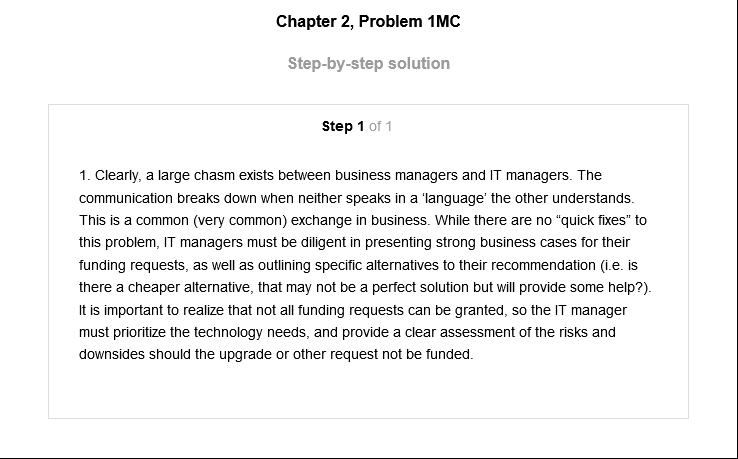 Chapter 2, Problem 1MC
Step-by-step solution
Step 1 of 1
1. Clearly, a large chasm exists between business managers and IT managers. The
communication breaks down when neither speaks in a ‘language’ the other understands.
This is a common (very common) exchange in business. While there are no “quick fixes” to
this problem, IT managers must be diligent in presenting strong business cases for their
funding requests, as well as outlining specific alternatives to their recommendation (i.e. is
there a cheaper alternative, that may not be a perfect solution but will provide some help?).
It is important to realize that not all funding requests can be granted, so the IT manager
must prioritize the technology needs, and provide a clear assessment of the risks and
downsides should the upgrade or other request not be funded.